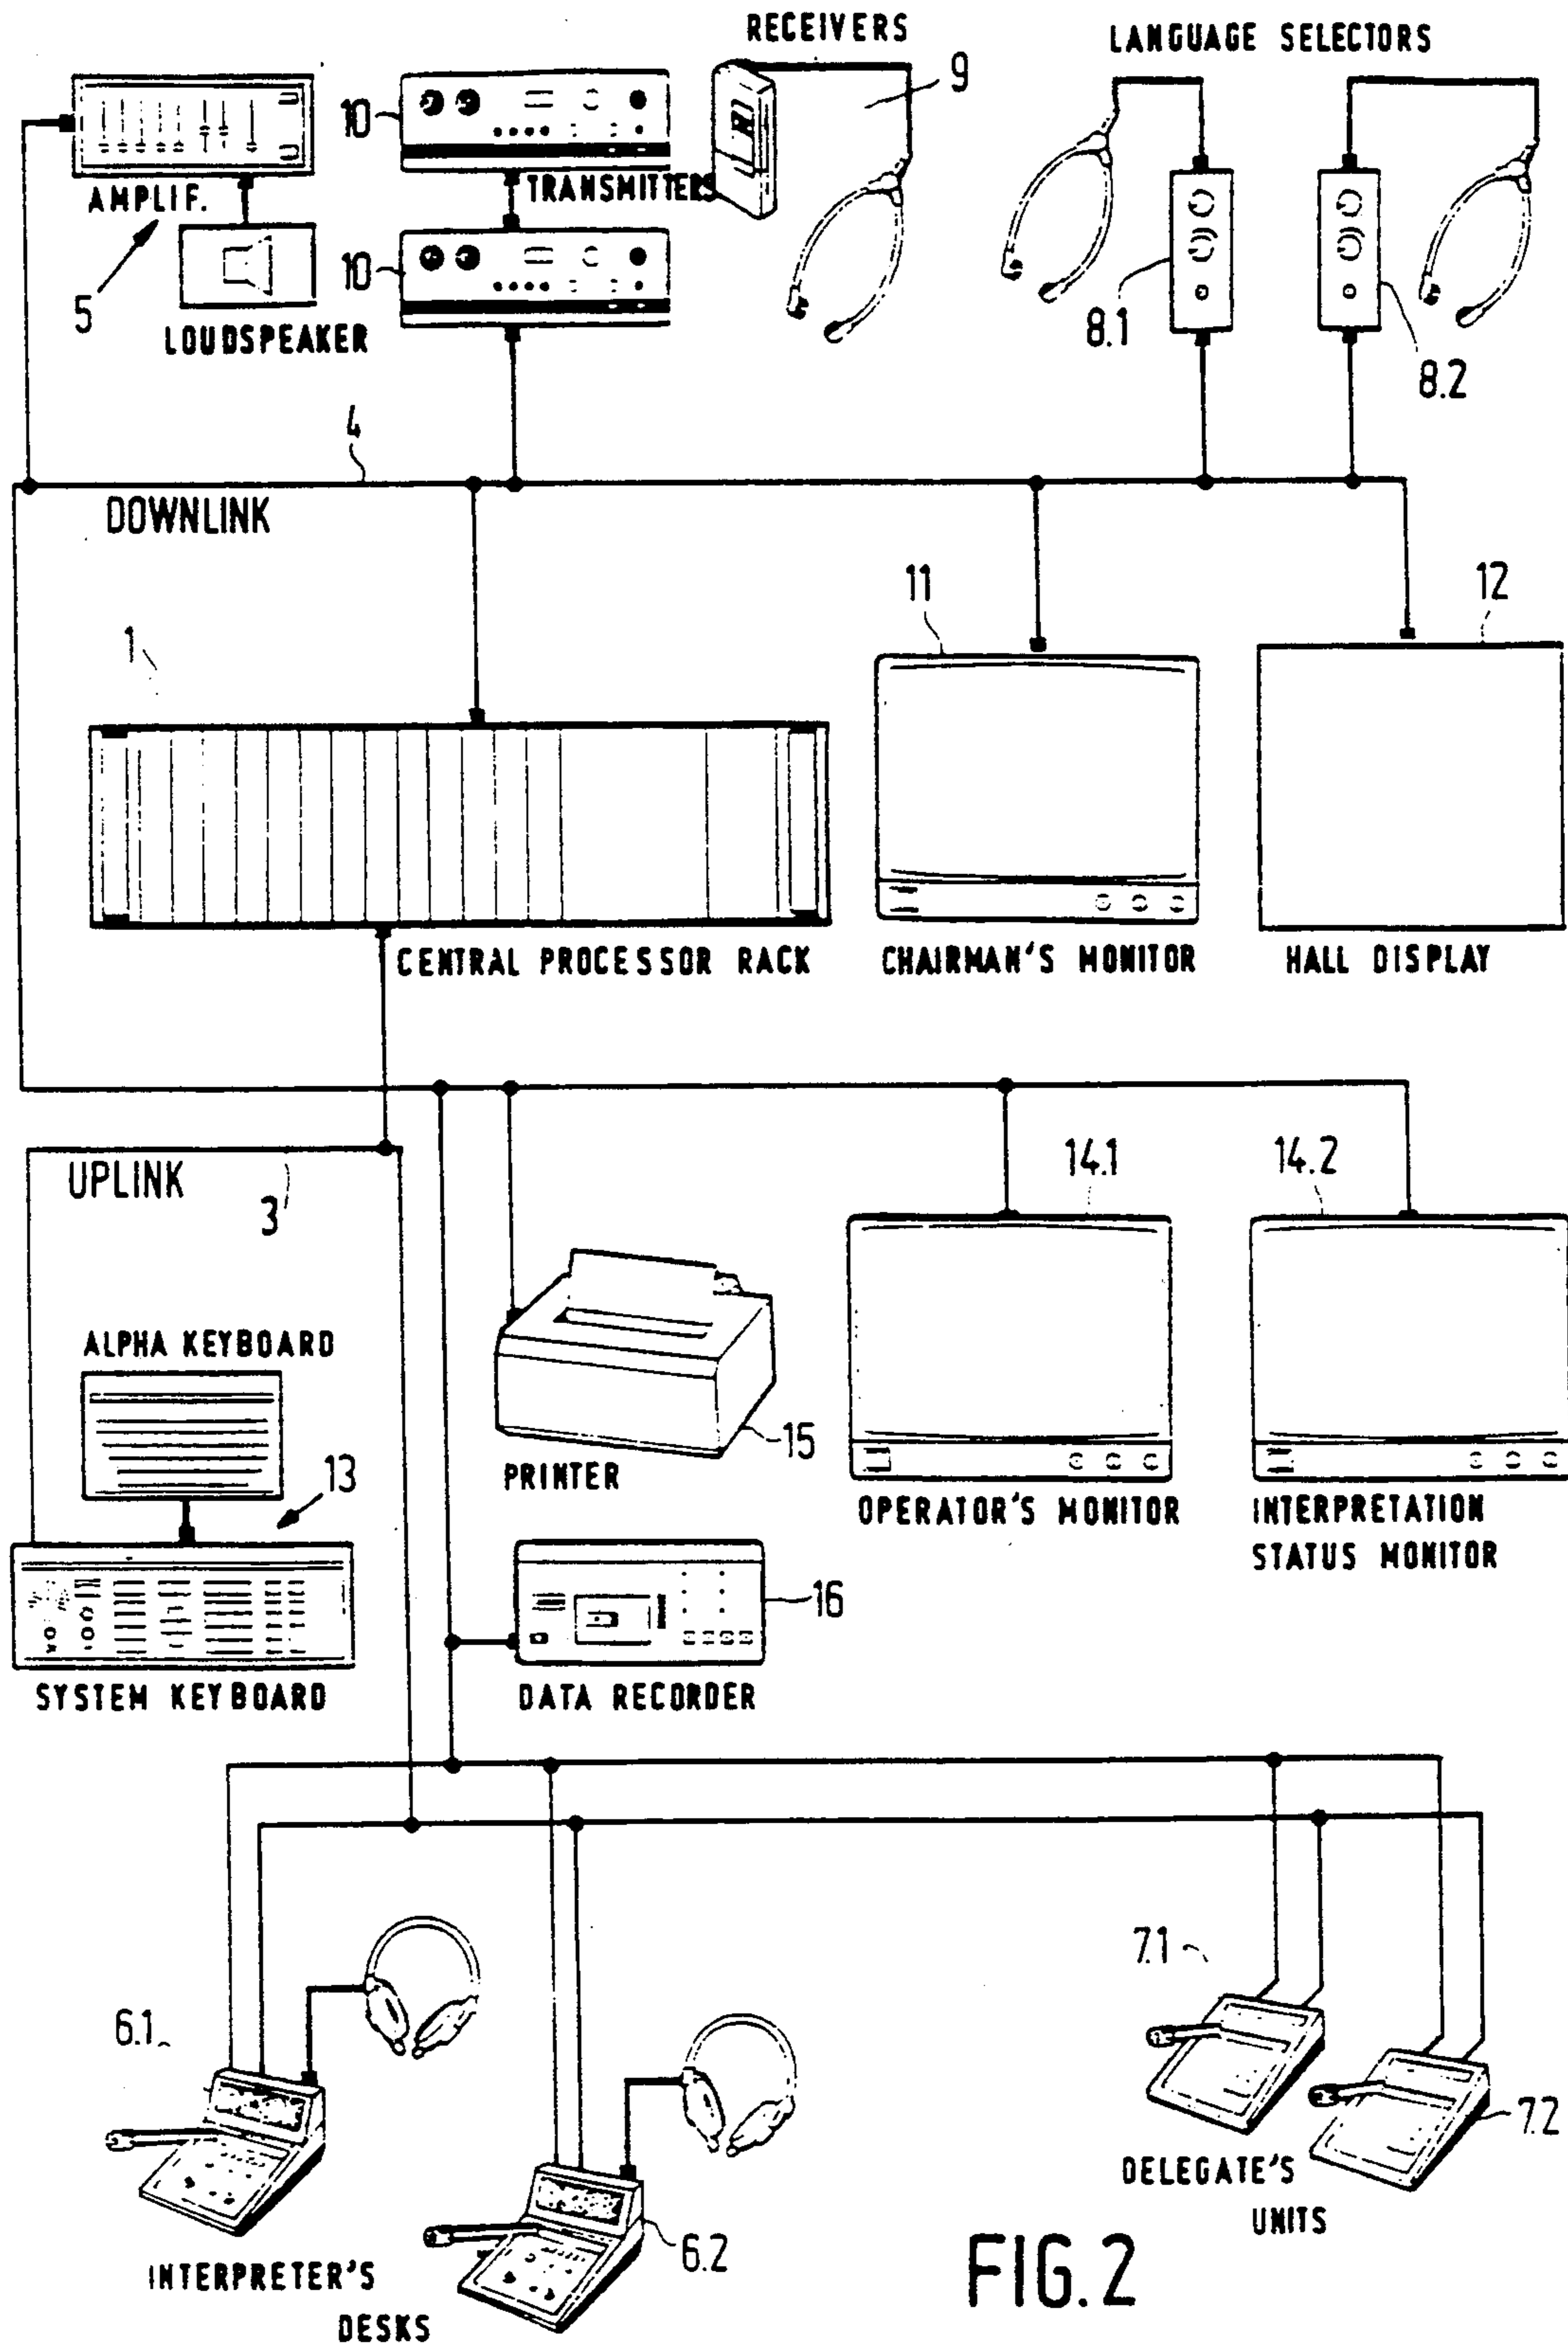 RECEIVERS
LANGUAGE SELECTORS
9
10
AMPLIF.
TRANSMITTERS
5
10
LOUDSPEAKER
8.1
8.2
4
DOWNLINK
11
12
1
CENTRAL PROCESSOR RACK
CHAIRMAN'S MONITOR
HALL DISPLAY
UPLINK
3
14.1
14.2
ALPHA KEYBOARD
15
13
PRINTER
OPERATOR'S MONITOR
INTERPRETATION
STATUS MONITOR
16
SYSTEM KEYBOARD
DATA RECORDER
7.1
6.1
7.2
DELEGATE'S
UNITS
6.2
INTERPRETER'S
DESKS
FIG. 2